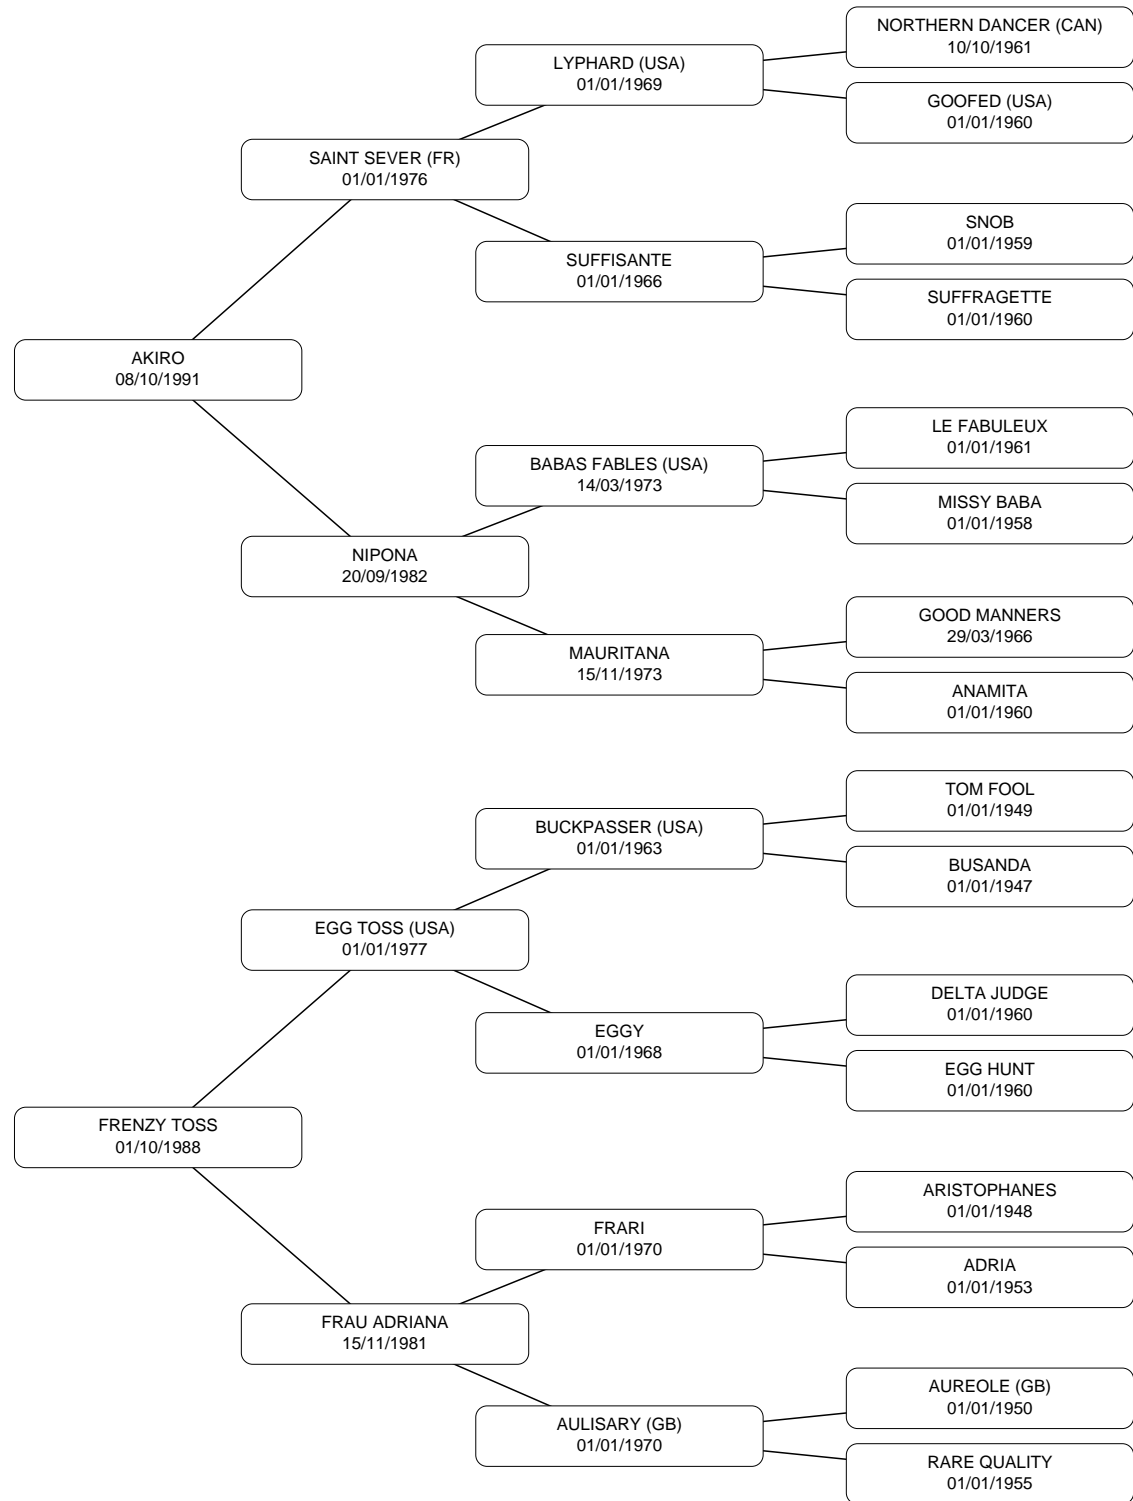 NORTHERN DANCER (CAN)
10/10/1961
LYPHARD (USA)
01/01/1969
GOOFED (USA)
01/01/1960
SAINT SEVER (FR)
01/01/1976
SNOB
01/01/1959
SUFFISANTE
01/01/1966
SUFFRAGETTE
01/01/1960
AKIRO
08/10/1991
LE FABULEUX
01/01/1961
BABAS FABLES (USA)
14/03/1973
MISSY BABA
01/01/1958
NIPONA
20/09/1982
GOOD MANNERS
29/03/1966
MAURITANA
15/11/1973
ANAMITA
01/01/1960
TOM FOOL
01/01/1949
BUCKPASSER (USA)
01/01/1963
BUSANDA
01/01/1947
EGG TOSS (USA)
01/01/1977
DELTA JUDGE
01/01/1960
EGGY
01/01/1968
EGG HUNT
01/01/1960
FRENZY TOSS
01/10/1988
ARISTOPHANES
01/01/1948
FRARI
01/01/1970
ADRIA
01/01/1953
FRAU ADRIANA
15/11/1981
AUREOLE (GB)
01/01/1950
AULISARY (GB)
01/01/1970
RARE QUALITY
01/01/1955